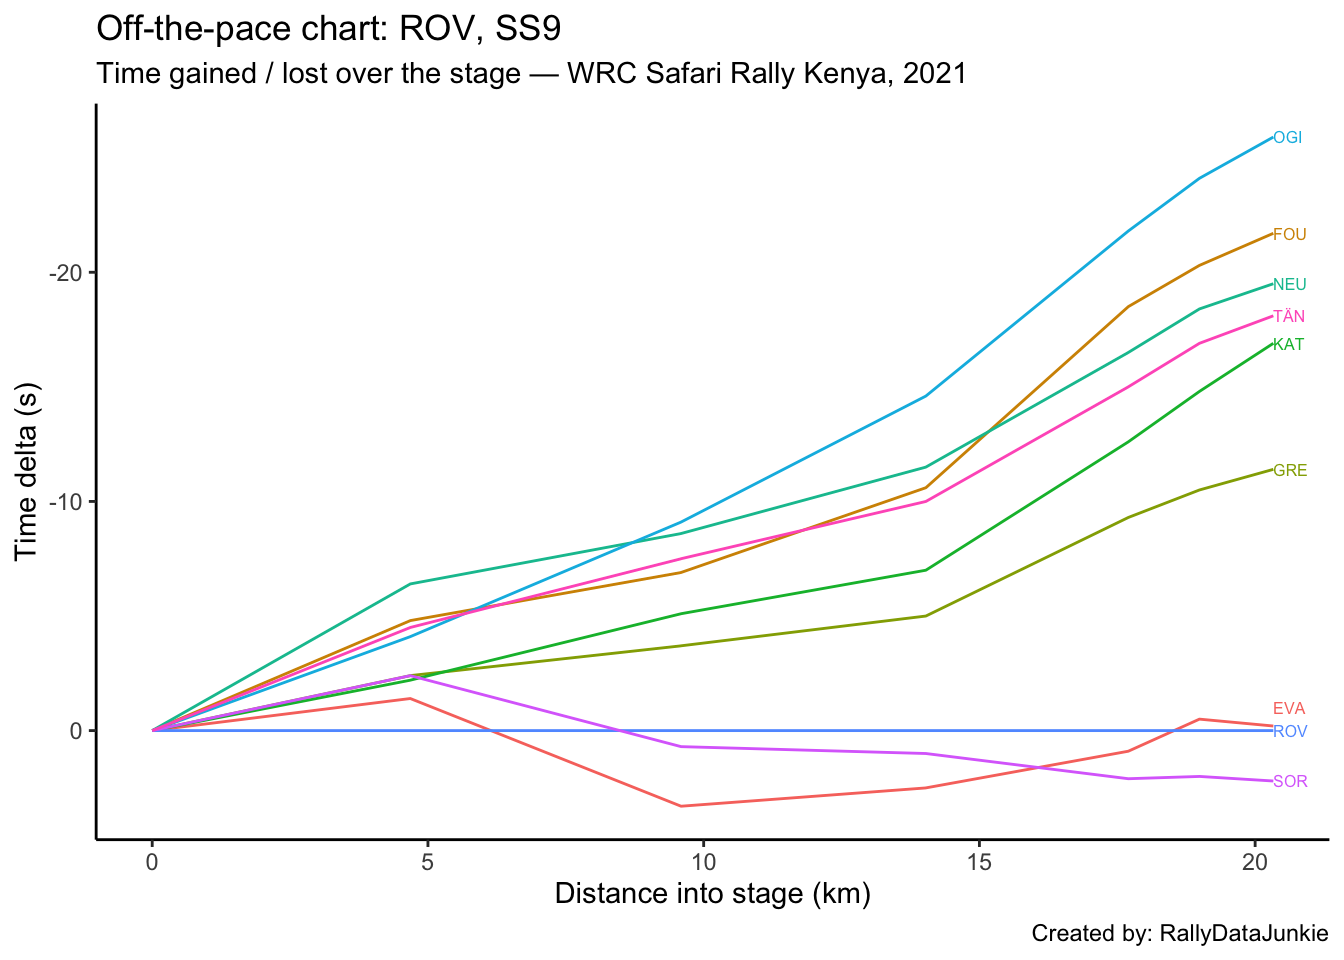 Off-the-pace chart: ROV, SS9
Time gained / lost over the stage — WRC Safari Rally Kenya, 2021
OGI
FOU
NEU
TÄN
KAT
GRE
EVA
ROV
SOR
-20
-10
0
Time delta (s)
0 5 10 15 20
Distance into stage (km)
Created by: RallyDataJunkie